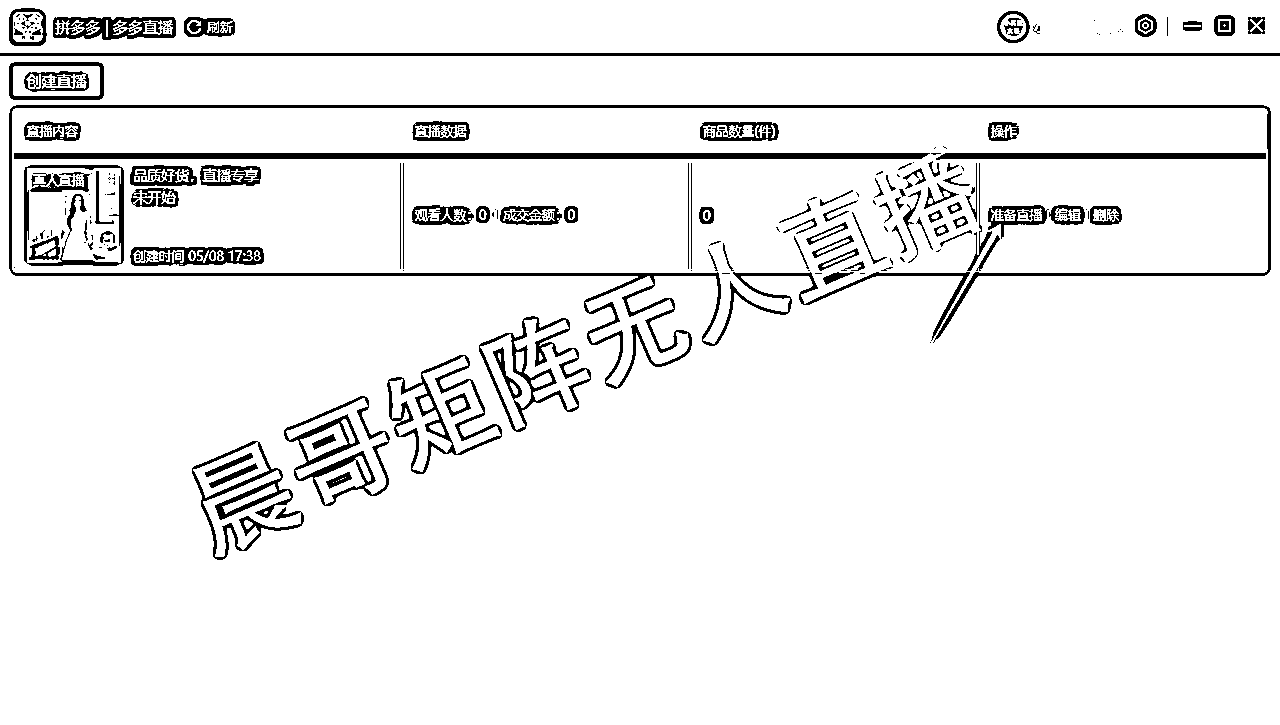 拼多多 | 多多直播 刷新
创建直播
直播内容 直播数据 商品数量(件) 操作
真人直播
品质好货，直播专享
未开始
观看人数: 0 成交金额: 0
0
准备直播 编辑 删除
创建时间 05/08 17:38
晨哥矩阵无人直播